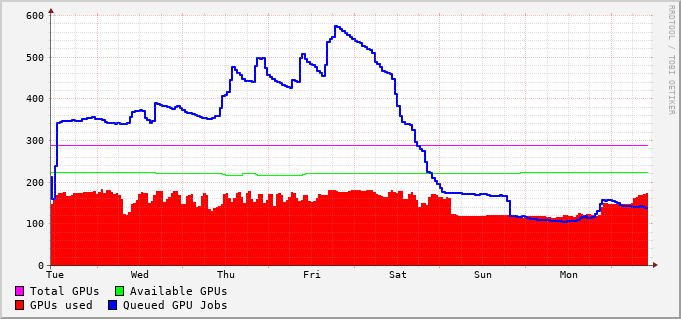 600
500
400
300
200
100
0
Tue Wed Thu Fri Sat Sun Mon
Total GPUs Available GPUs
GPUs used Queued GPU Jobs
RRDTOOL / TOBI OETIKER